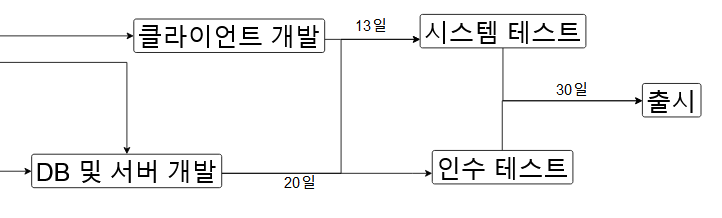 클라이언트 개발
13일
시스템 테스트
30일
출시
DB 및 서버 개발
20일
인수 테스트